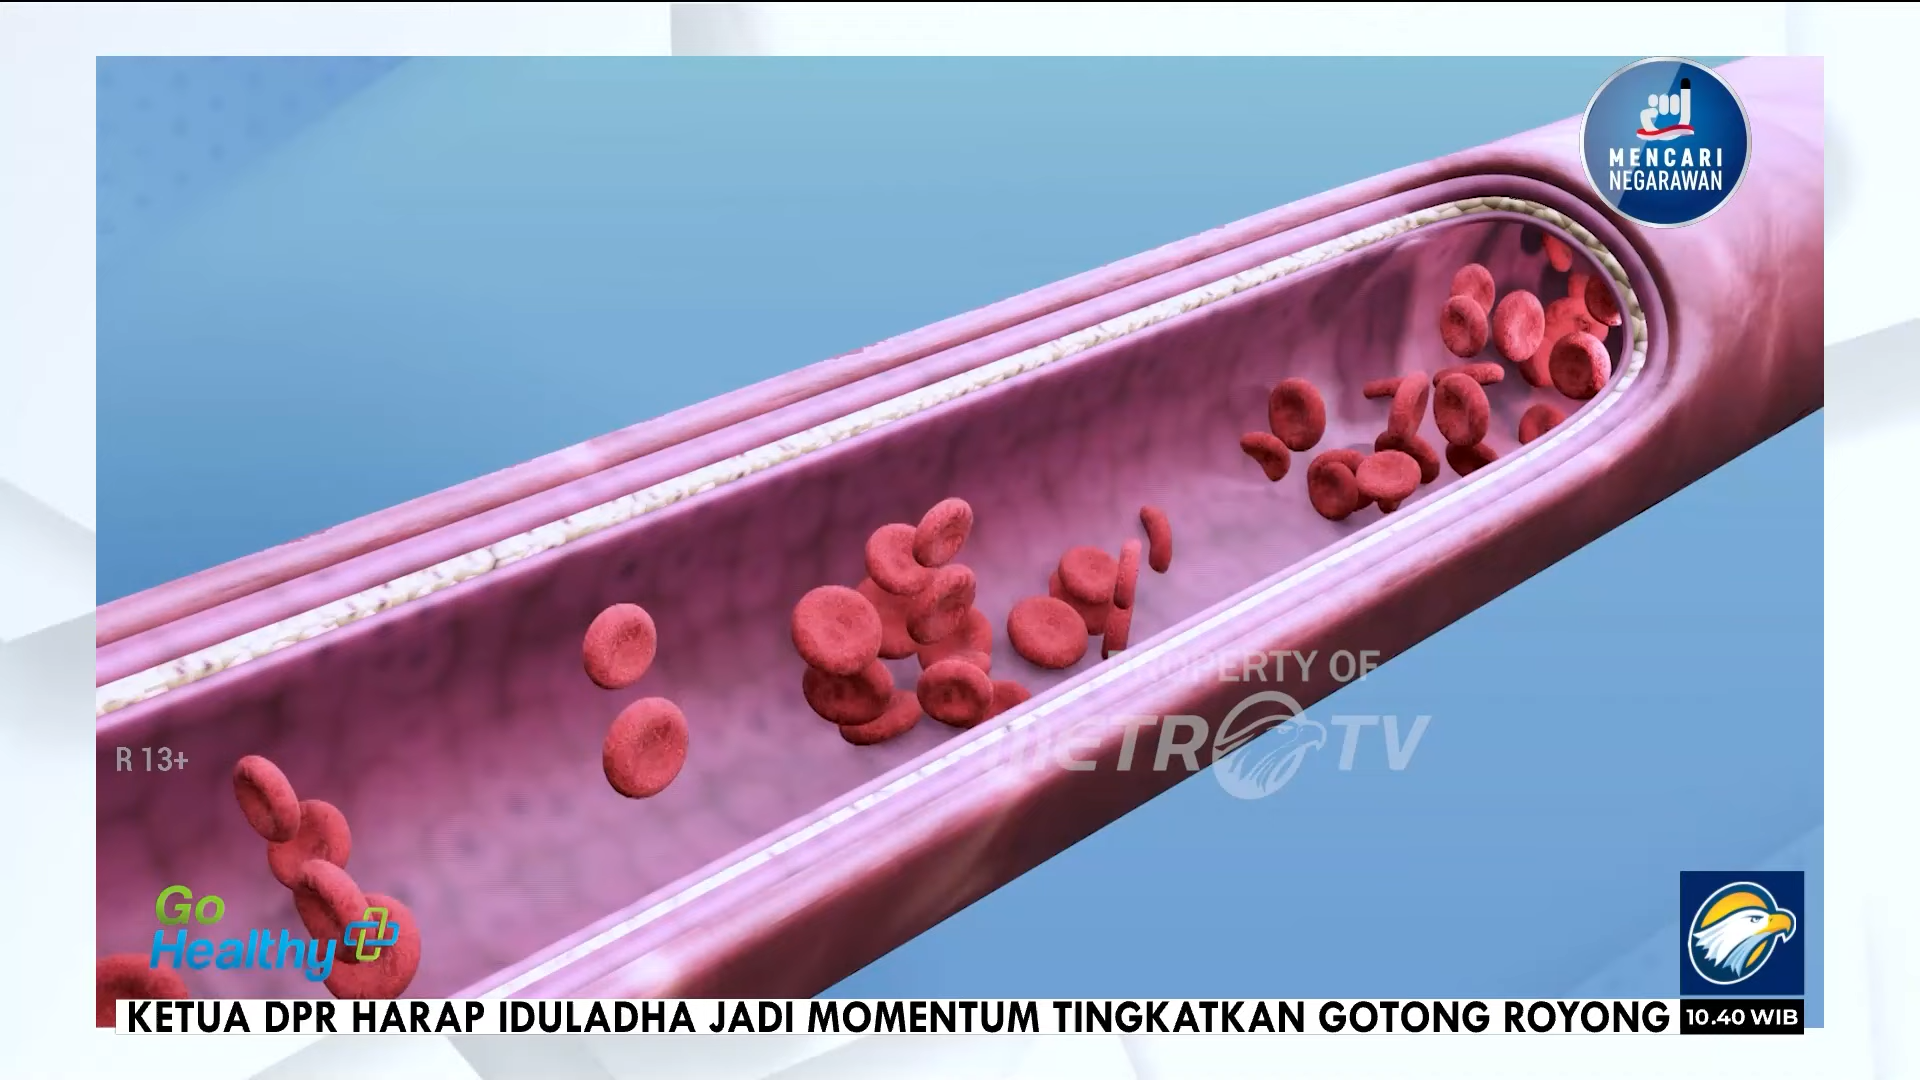 MENCARI
NEGARAWAN
PROPERTY OF
METRO TV
R 13+
Go
Healthy
KETUA DPR HARAP IDULADHA JADI MOMENTUM TINGKATKAN GOTONG ROYONG
10.40 WIB